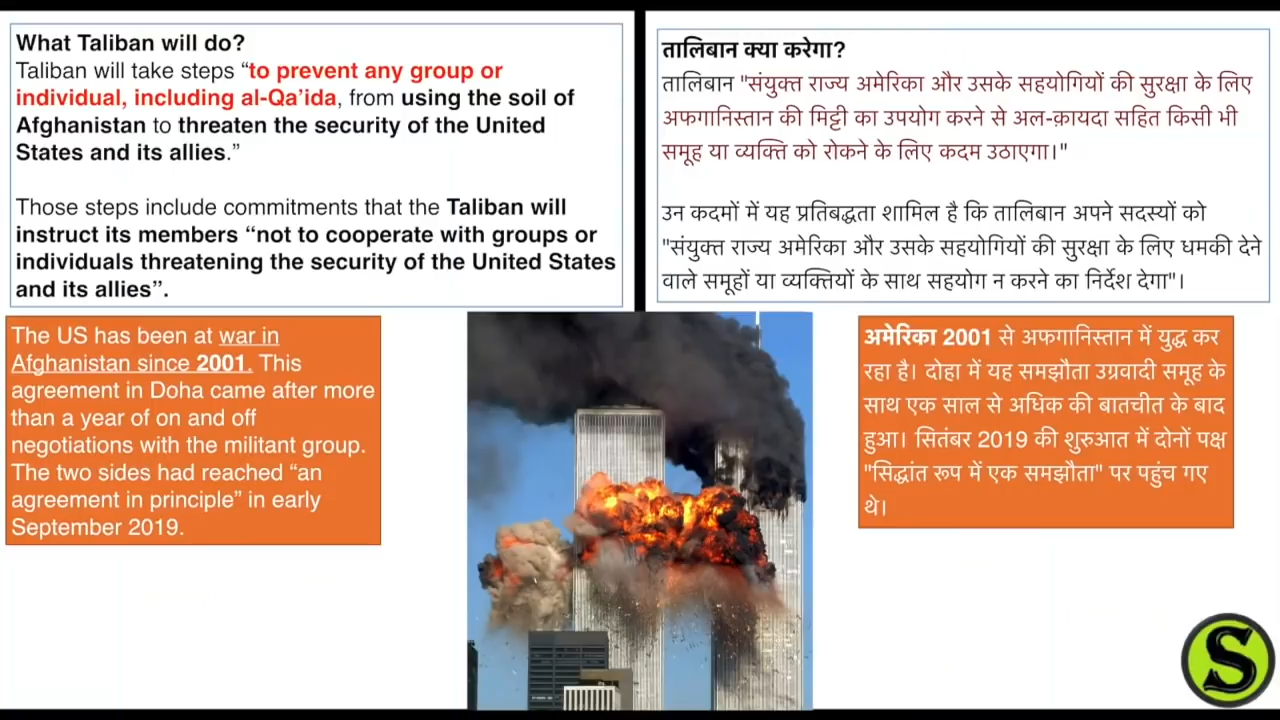 What Taliban will do?
Taliban will take steps “to prevent any group or
individual, including al-Qa’ida, from using the soil of
Afghanistan to threaten the security of the United
States and its allies.”
Those steps include commitments that the Taliban will
instruct its members “not to cooperate with groups or
individuals threatening the security of the United States
and its allies”.
तालिबान क्या करेगा?
तालिबान "संयुक्त राज्य अमेरिका और उसके सहयोगियों की सुरक्षा के लिए
अफगानिस्तान की मिट्टी का उपयोग करने से अल-क़ायदा सहित किसी भी
समूह या व्यक्ति को रोकने के लिए कदम उठाएगा।"
उन कदमों में यह प्रतिबद्धता शामिल है कि तालिबान अपने सदस्यों को
"संयुक्त राज्य अमेरिका और उसके सहयोगियों की सुरक्षा के लिए धमकी देने
वाले समूहों या व्यक्तियों के साथ सहयोग न करने का निर्देश देगा"।
The US has been at war in
Afghanistan since 2001. This
agreement in Doha came after more
than a year of on and off
negotiations with the militant group.
The two sides had reached “an
agreement in principle” in early
September 2019.
अमेरिका 2001 से अफगानिस्तान में युद्ध कर
रहा है। दोहा में यह समझौता उग्रवादी समूह के
साथ एक साल से अधिक की बातचीत के बाद
हुआ। सितंबर 2019 की शुरुआत में दोनों पक्ष
"सिद्धांत रूप में एक समझौता" पर पहुंच गए
थे।
S